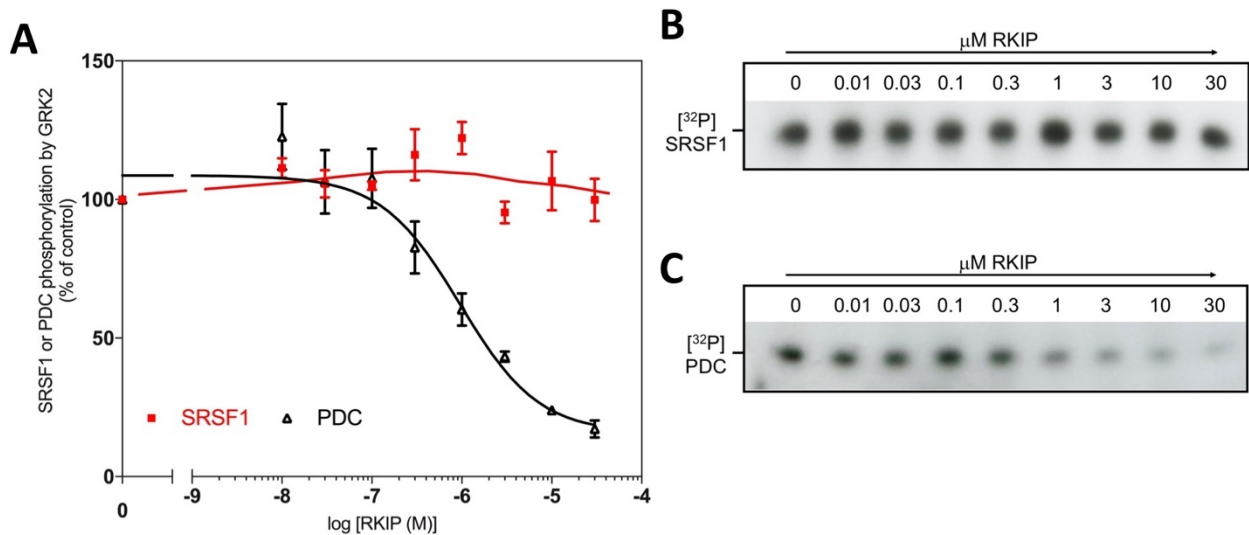 A
150
100
50
0
SRSF1 or PDC phosphorylation by GRK2
(% of control)
SRSF1
PDC
0
-9
-8
-7
-6
-5
-4
log [RKIP (M)]
B
μM RKIP
0 0.01 0.03 0.1 0.3 1 3 10 30
[³²P]
SRSF1
C
μM RKIP
0 0.01 0.03 0.1 0.3 1 3 10 30
[³²P]
PDC